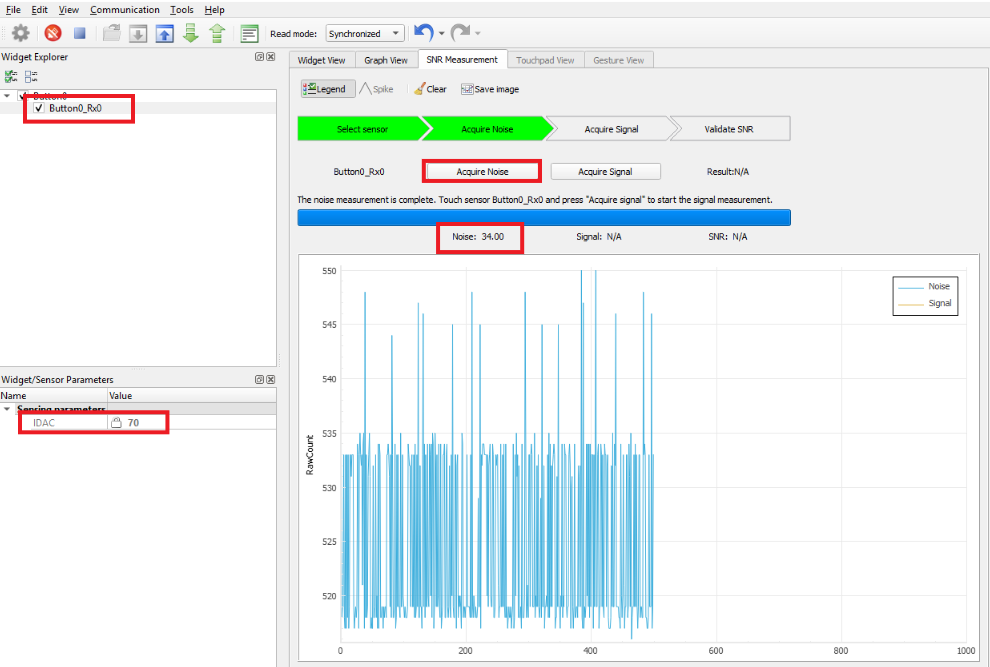 File Edit View Communication Tools Help
Read mode: Synchronized
Widget Explorer
Button0
Button0_Rx0
Widget/Sensor Parameters
Name Value
Sensing parameters
IDAC 70
Widget View Graph View SNR Measurement Touchpad View Gesture View
Legend Spike Clear Save image
Select sensor Acquire Noise Acquire Signal Validate SNR
Button0_Rx0 Acquire Noise Acquire Signal Result:N/A
The noise measurement is complete. Touch sensor Button0_Rx0 and press "Acquire signal" to start the signal measurement.
Noise: 34.00 Signal: N/A SNR: N/A
550
545
540
535
530
525
520
RawCount
Noise
Signal
0 200 400 600 800 1000